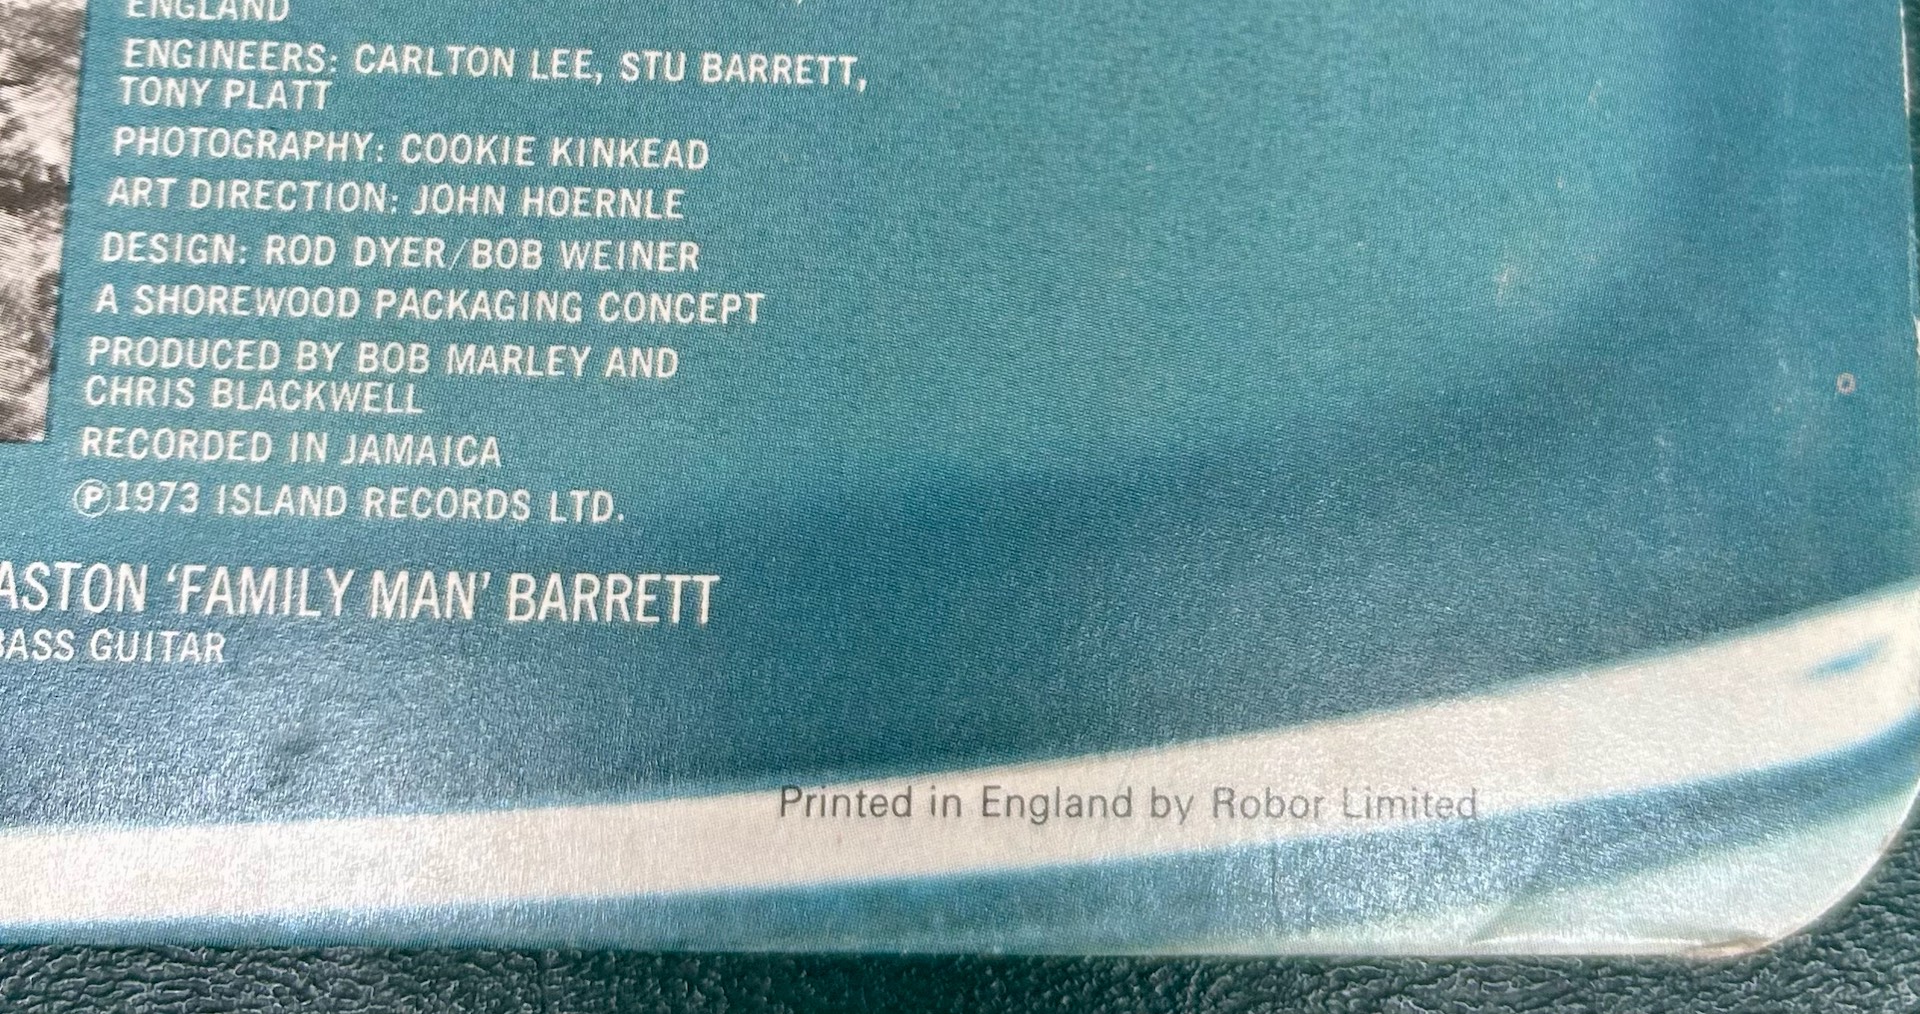 ENGLAND
ENGINEERS: CARLTON LEE, STU BARRETT,
TONY PLATT
PHOTOGRAPHY: COOKIE KINKEAD
ART DIRECTION: JOHN HOERNLE
DESIGN: ROD DYER/BOB WEINER
A SHOREWOOD PACKAGING CONCEPT
PRODUCED BY BOB MARLEY AND
CHRIS BLACKWELL
RECORDED IN JAMAICA
℗1973 ISLAND RECORDS LTD.
ASTON ‘FAMILY MAN’ BARRETT
BASS GUITAR
Printed in England by Robor Limited